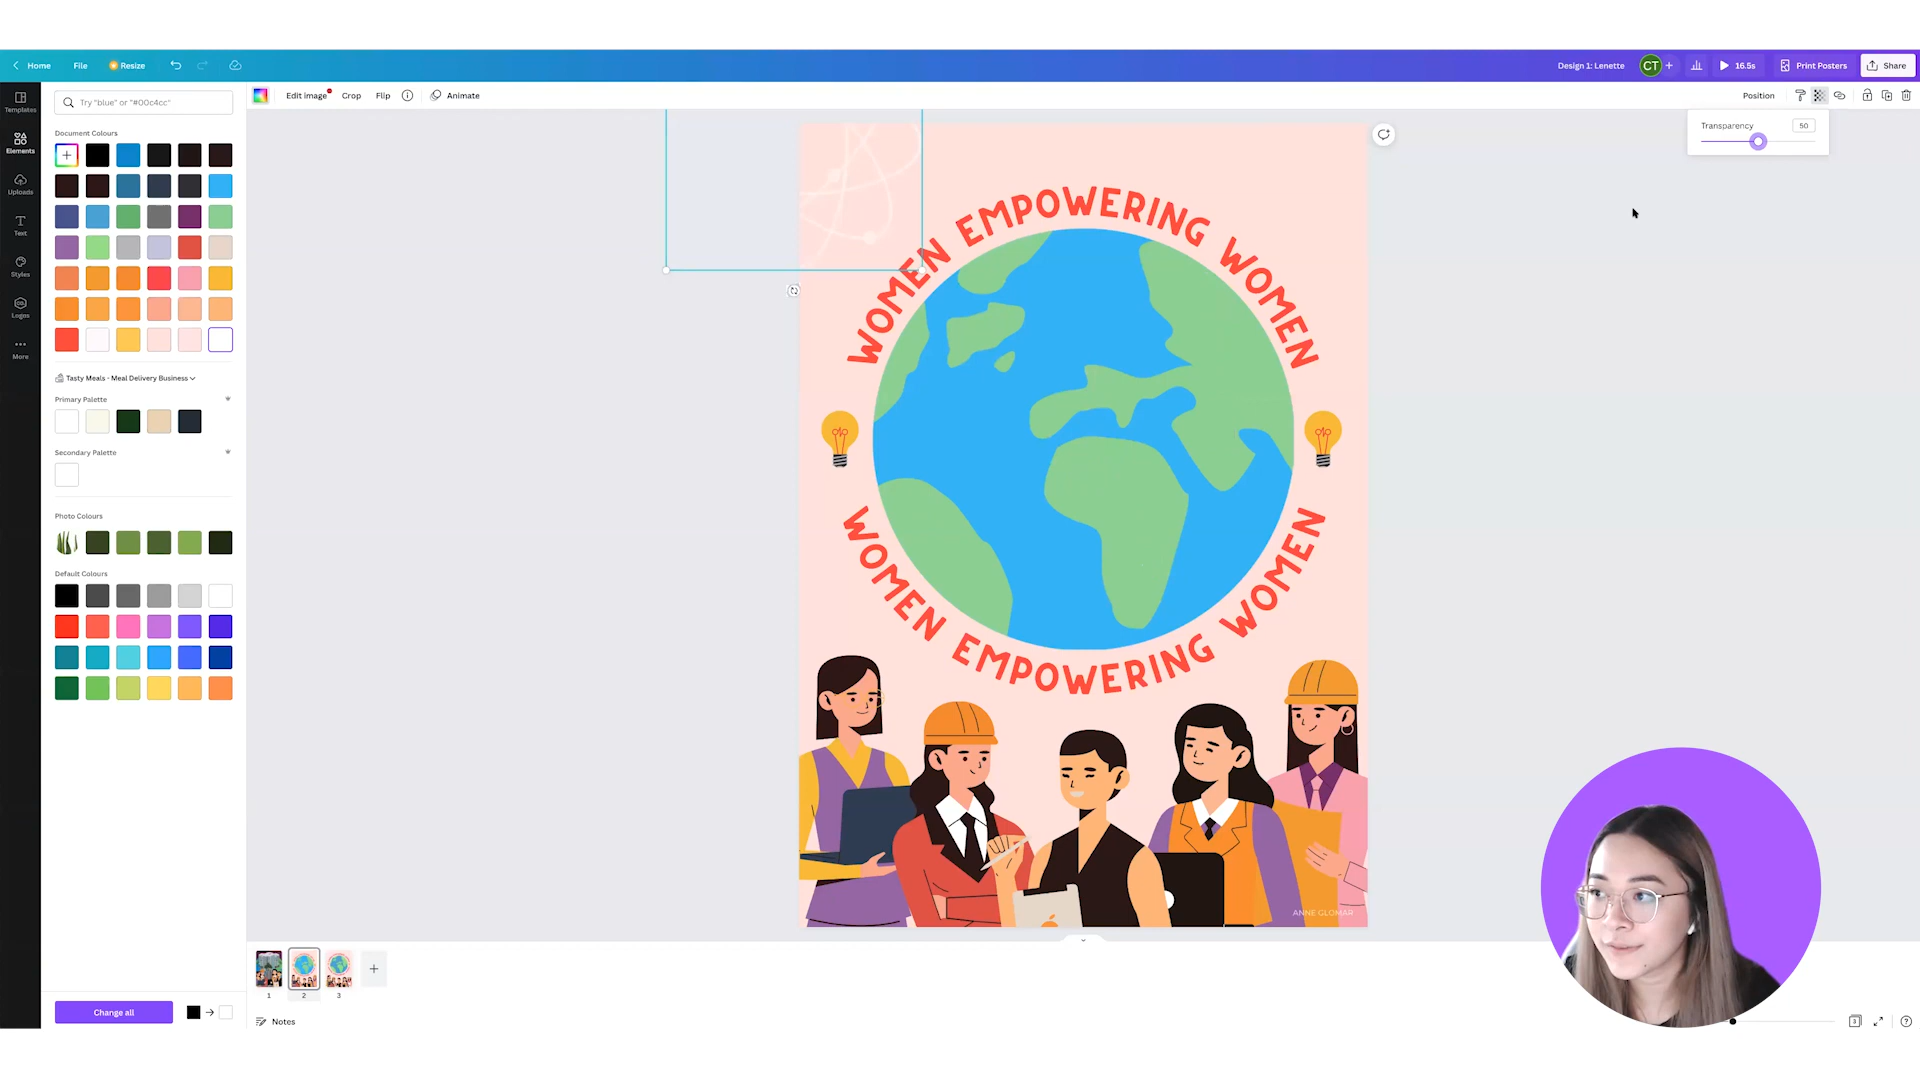 Home
File
Resize
Design 1: Lenette
CT
16.5s
Print Posters
Share
Templates
Elements
Uploads
Text
Styles
Logos
More
Try "blue" or "#00c4cc"
Edit image
Crop
Flip
Animate
Position
Transparency
50
Document Colours
Tasty Meals - Meal Delivery Business
Primary Palette
Secondary Palette
Photo Colours
Default Colours
Change all
WOMEN EMPOWERING WOMEN
WOMEN EMPOWERING WOMEN
ANNE GLOMAR
1
2
3
Notes
3